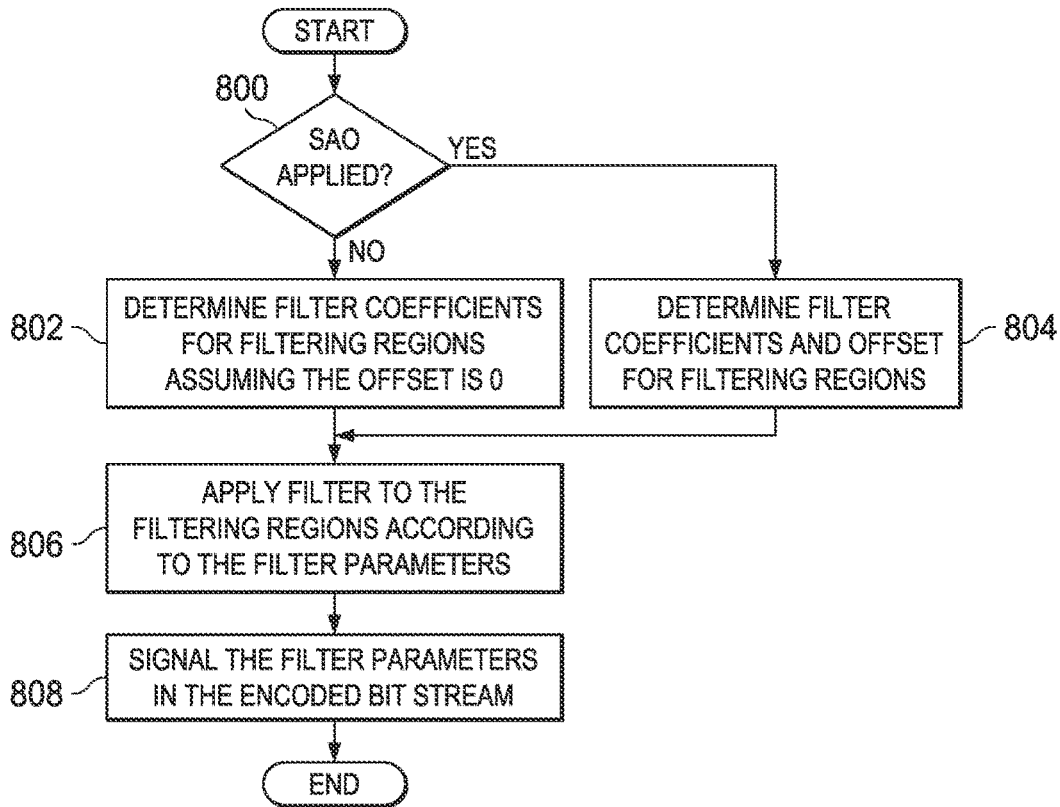 START
800
SAO
APPLIED?
YES
NO
802
DETERMINE FILTER COEFFICIENTS
FOR FILTERING REGIONS
ASSUMING THE OFFSET IS 0
DETERMINE FILTER
COEFFICIENTS AND OFFSET
FOR FILTERING REGIONS
804
806
APPLY FILTER TO THE
FILTERING REGIONS ACCORDING
TO THE FILTER PARAMETERS
808
SIGNAL THE FILTER PARAMETERS
IN THE ENCODED BIT STREAM
END